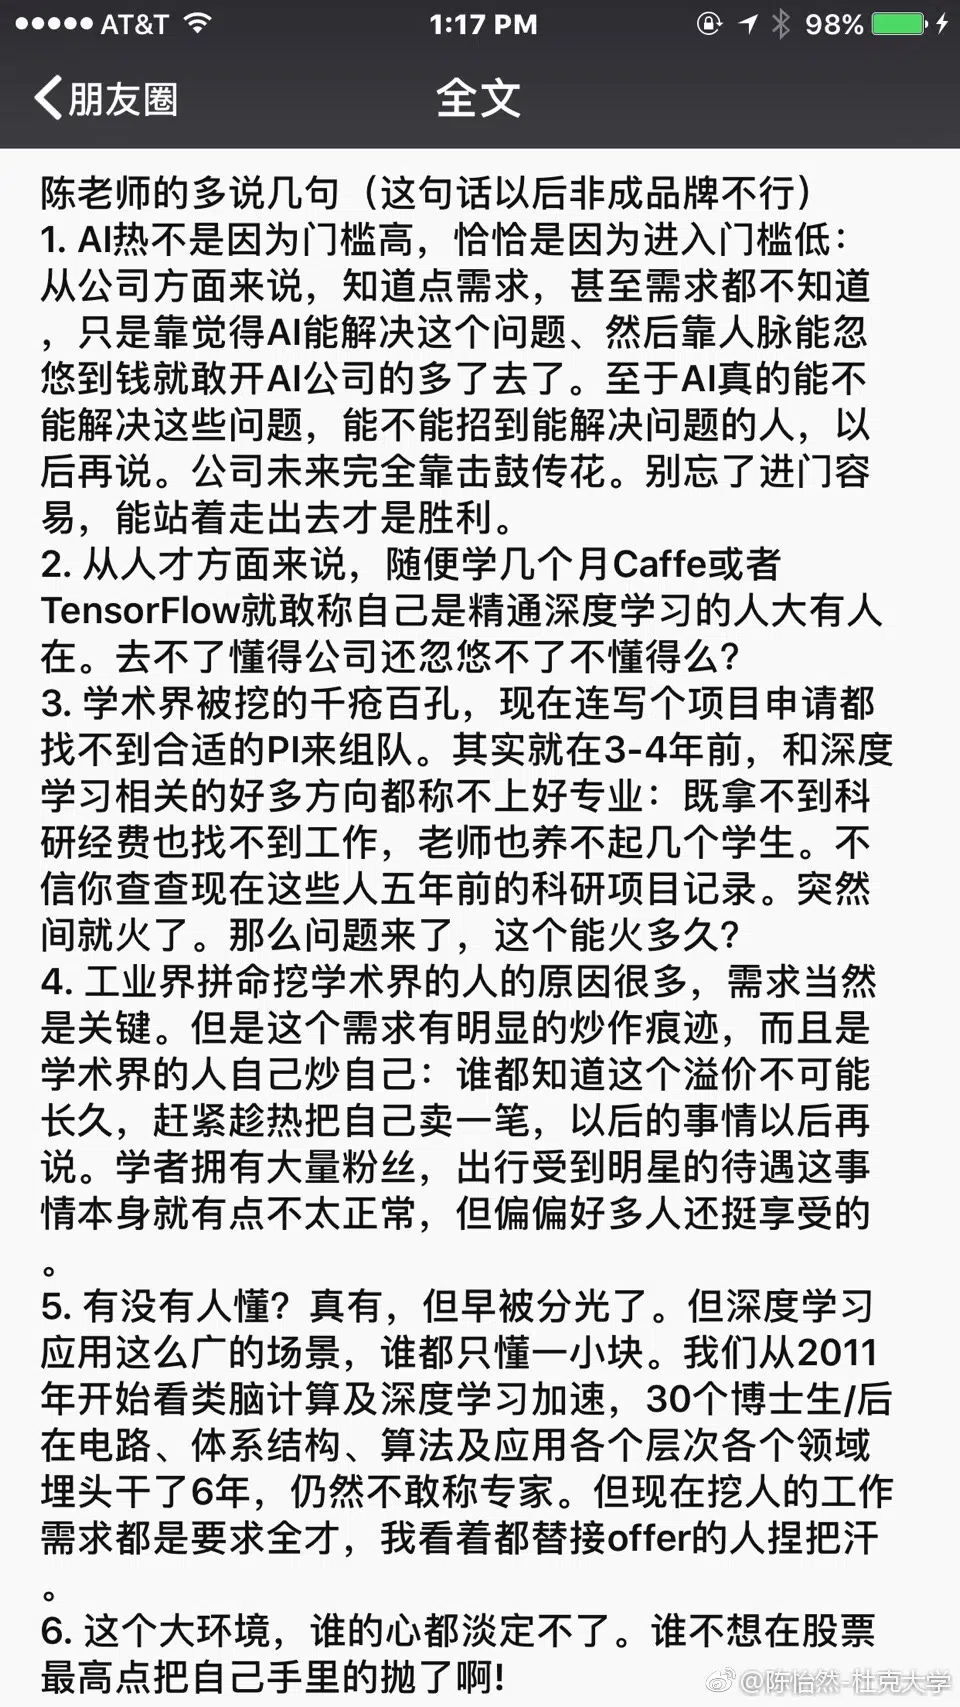 AT&T 1:17 PM 98%
朋友圈 全文
陈老师的多说几句（这句话以后非成品牌不行）
1. AI热不是因为门槛高，恰恰是因为进入门槛低：
从公司方面来说，知道点需求，甚至需求都不知道
，只是靠觉得AI能解决这个问题、然后靠人脉能忽
悠到钱就敢开AI公司的多了去了。至于AI真的能不
能解决这些问题，能不能招到能解决问题的人，以
后再说。公司未来完全靠击鼓传花。别忘了进门容
易，能站着走出去才是胜利。
2. 从人才方面来说，随便学几个月Caffe或者
TensorFlow就敢称自己是精通深度学习的人大有人
在。去不了懂得公司还忽悠不了不懂得么？
3. 学术界被挖的千疮百孔，现在连写个项目申请都
找不到合适的PI来组队。其实就在3-4年前，和深度
学习相关的好多方向都称不上好专业：既拿不到科
研经费也找不到工作，老师也养不起几个学生。不
信你查查现在这些人五年前的科研项目记录。突然
间就火了。那么问题来了，这个能火多久？
4. 工业界拼命挖学术界的人的原因很多，需求当然
是关键。但是这个需求有明显的炒作痕迹，而且是
学术界的人自己炒自己：谁都知道这个溢价不可能
长久，赶紧趁热把自己卖一笔，以后的事情以后再
说。学者拥有大量粉丝，出行受到明星的待遇这事
情本身就有点不太正常，但偏偏好多人还挺享受的
。
5. 有没有人懂？真有，但早被分光了。但深度学习
应用这么广的场景，谁都只懂一小块。我们从2011
年开始看类脑计算及深度学习加速，30个博士生/后
在电路、体系结构、算法及应用各个层次各个领域
埋头干了6年，仍然不敢称专家。但现在挖人的工作
需求都是要求全才，我看着都替接offer的人捏把汗
。
6. 这个大环境，谁的心都淡定不了。谁不想在股票
最高点把自己手里的抛了啊!
@陈怡然-杜克大学